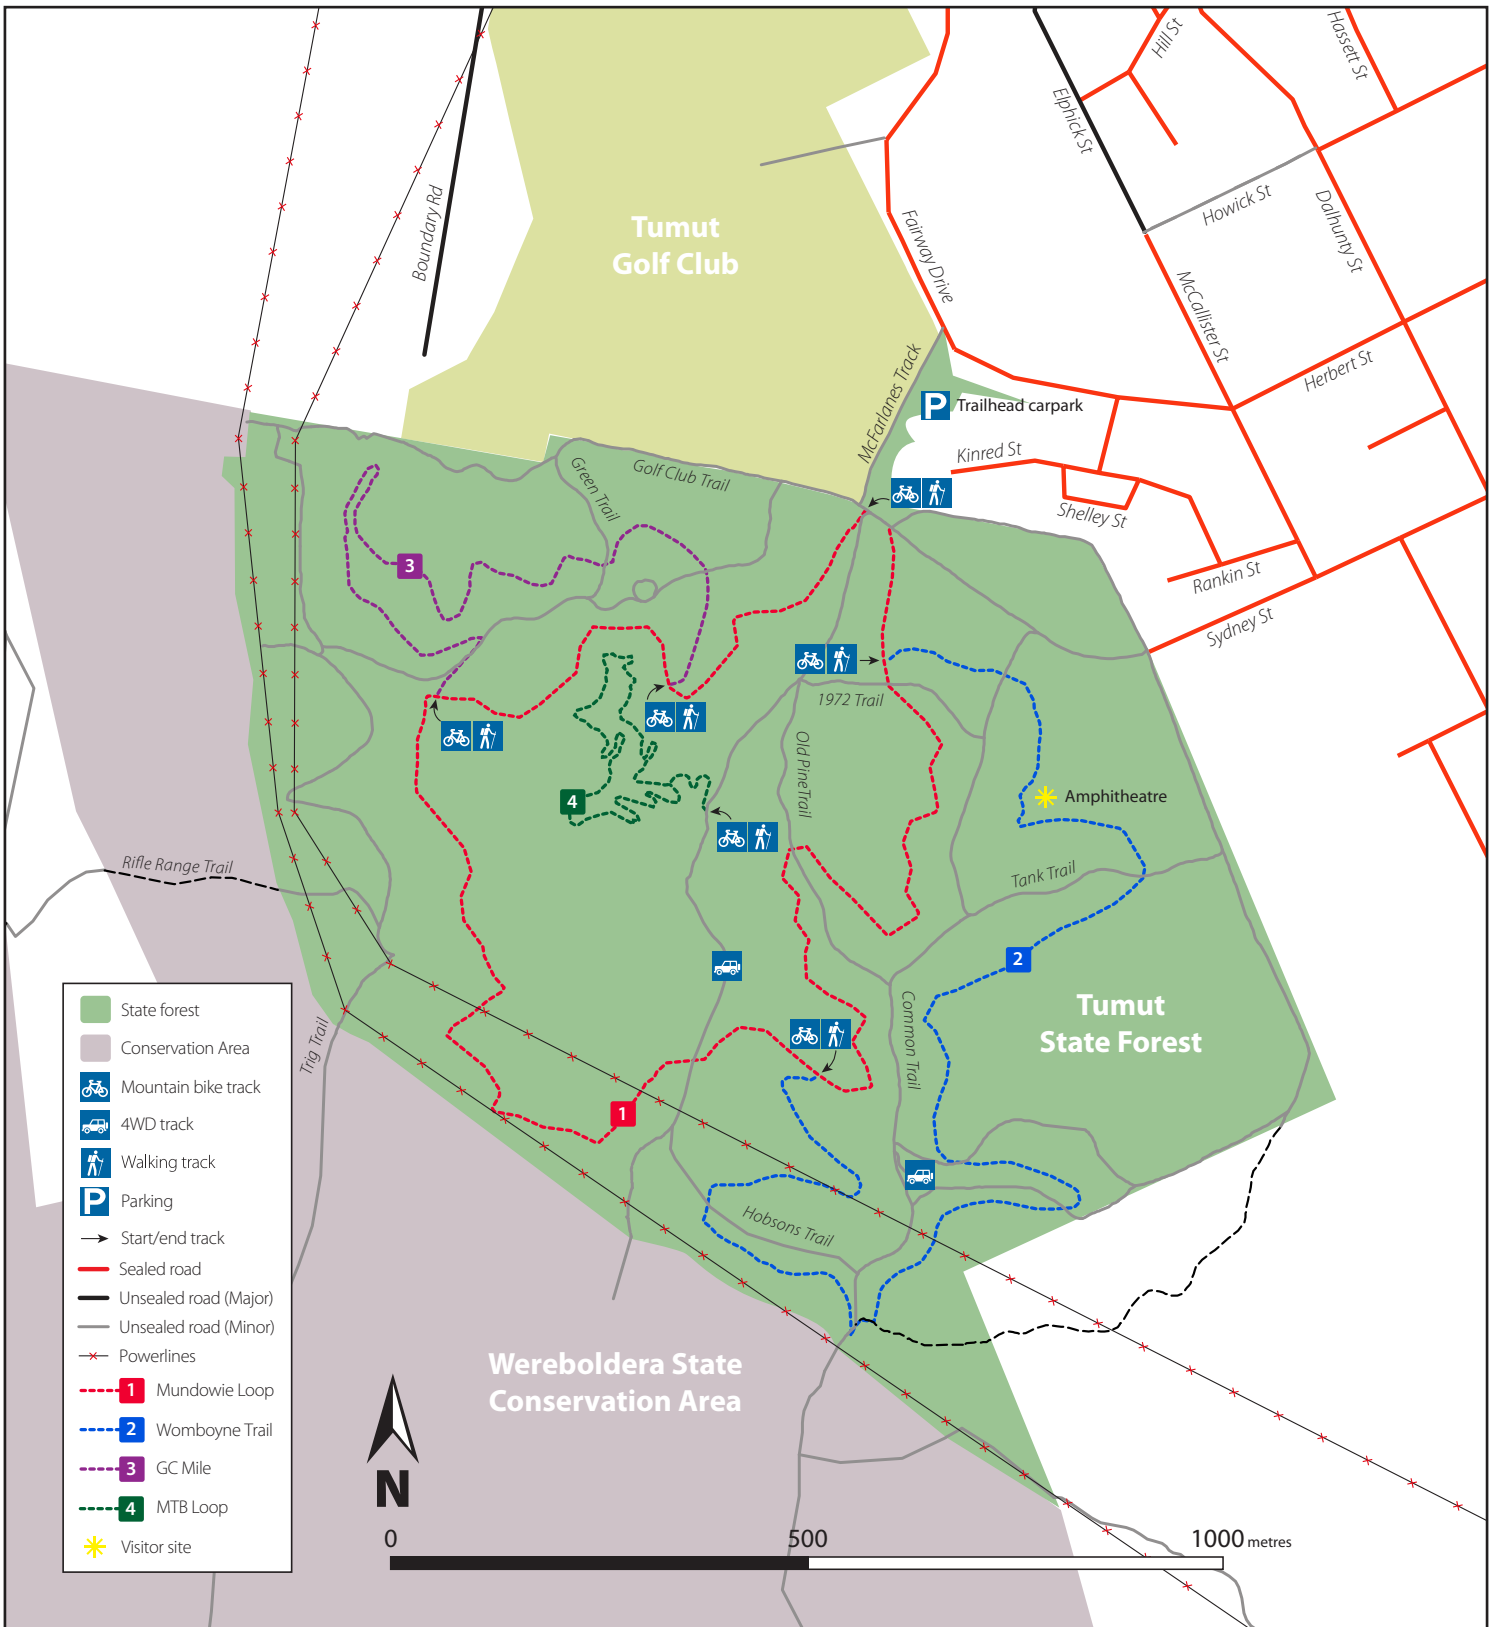 Hill St
Hassett St
Elphick St
Boundary Rd
Howick St
Dalhunty St
Tumut
Golf Club
Fairway Drive
McCallister St
Herbert St
McFarlanes Track
P
Trailhead carpark
Kinred St
Green Trail
Golf Club Trail
Shelley St
3
Rankin St
Sydney St
1972 Trail
Old PineTrail
4
Amphitheatre
Rifle Range Trail
Tank Trail
2
Tumut
State Forest
Common Trail
Trig Trail
1
Hobsons Trail
Wereboldera State
Conservation Area
State forest
Conservation Area
Mountain bike track
4WD track
Walking track
P Parking
Start/end track
Sealed road
Unsealed road (Major)
Unsealed road (Minor)
Powerlines
1 Mundowie Loop
2 Womboyne Trail
3 GC Mile
4 MTB Loop
Visitor site
N
0 500 1000 metres